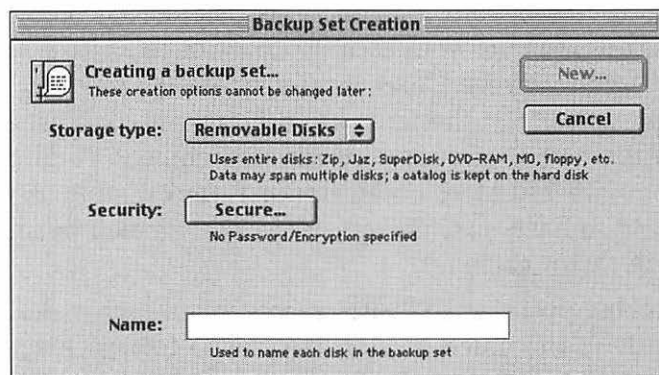 Backup Set Creation
Creating a backup set...
These creation options cannot be changed later:
New...
Cancel
Storage type: Removable Disks
Uses entire disks: Zip, Jaz, SuperDisk, DVD-RAM, MO, floppy, etc.
Data may span multiple disks; a catalog is kept on the hard disk
Security: Secure...
No Password/Encryption specified
Name:
Used to name each disk in the backup set